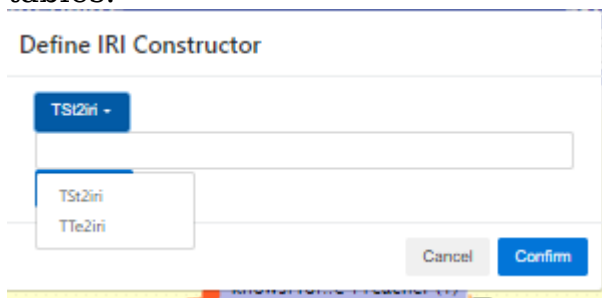 tables.
Define IRI Constructor
TSt2iri
TSt2iri
TTe2iri
Cancel Confirm